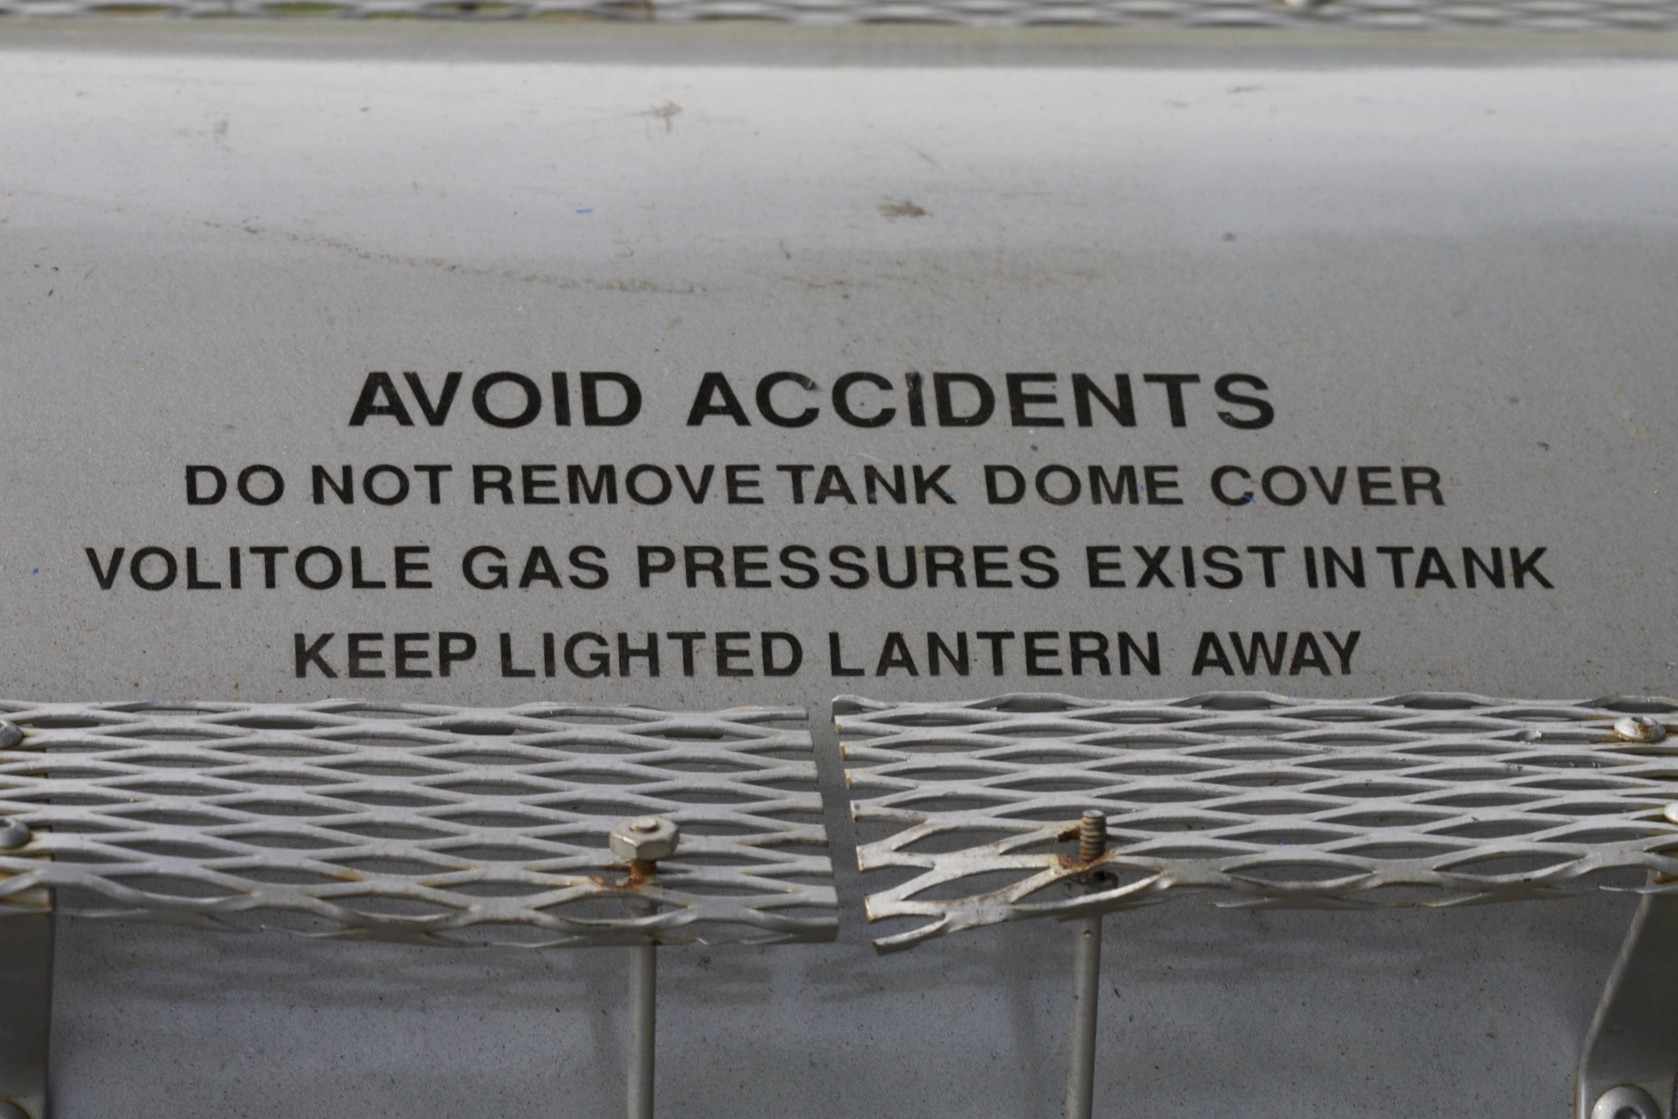 AVOID ACCIDENTS
DO NOT REMOVE TANK DOME COVER
VOLITOLE GAS PRESSURES EXIST IN TANK
KEEP LIGHTED LANTERN AWAY